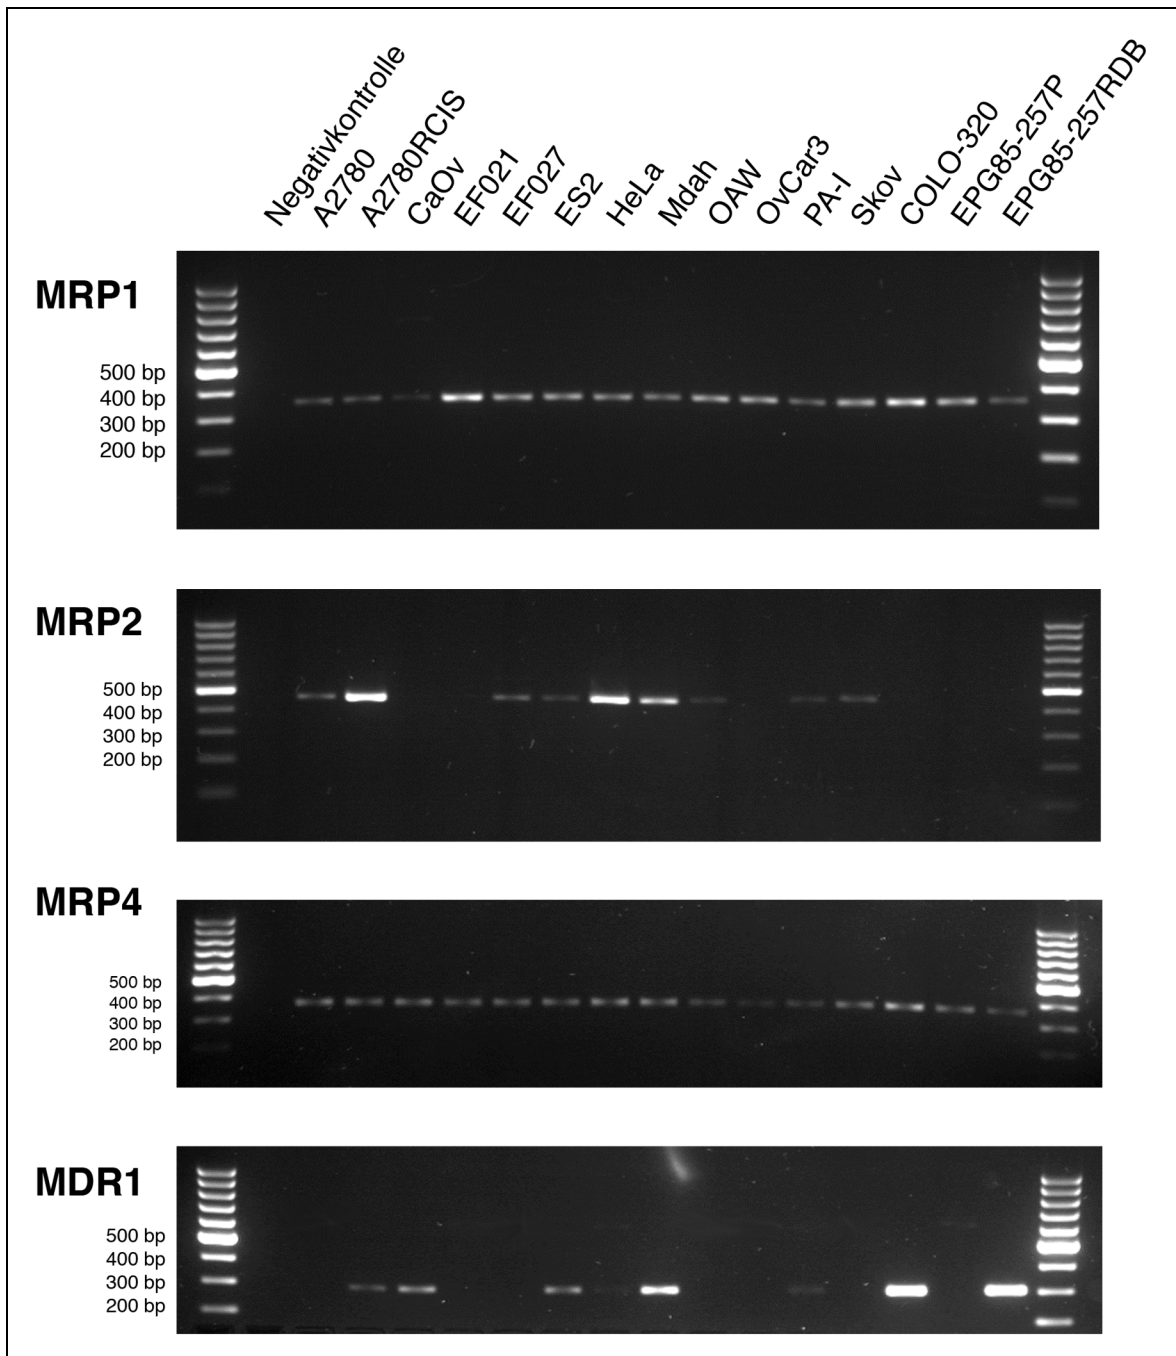 Negativkontrolle
A2780
A2780RCIS
CaOv
EF021
EF027
ES2
HeLa
Mdah
OAW
OvCar3
PA-I
Skov
COLO-320
EPG85-257P
EPG85-257RDB
MRP1
500 bp
400 bp
300 bp
200 bp
MRP2
500 bp
400 bp
300 bp
200 bp
MRP4
500 bp
400 bp
300 bp
200 bp
MDR1
500 bp
400 bp
300 bp
200 bp